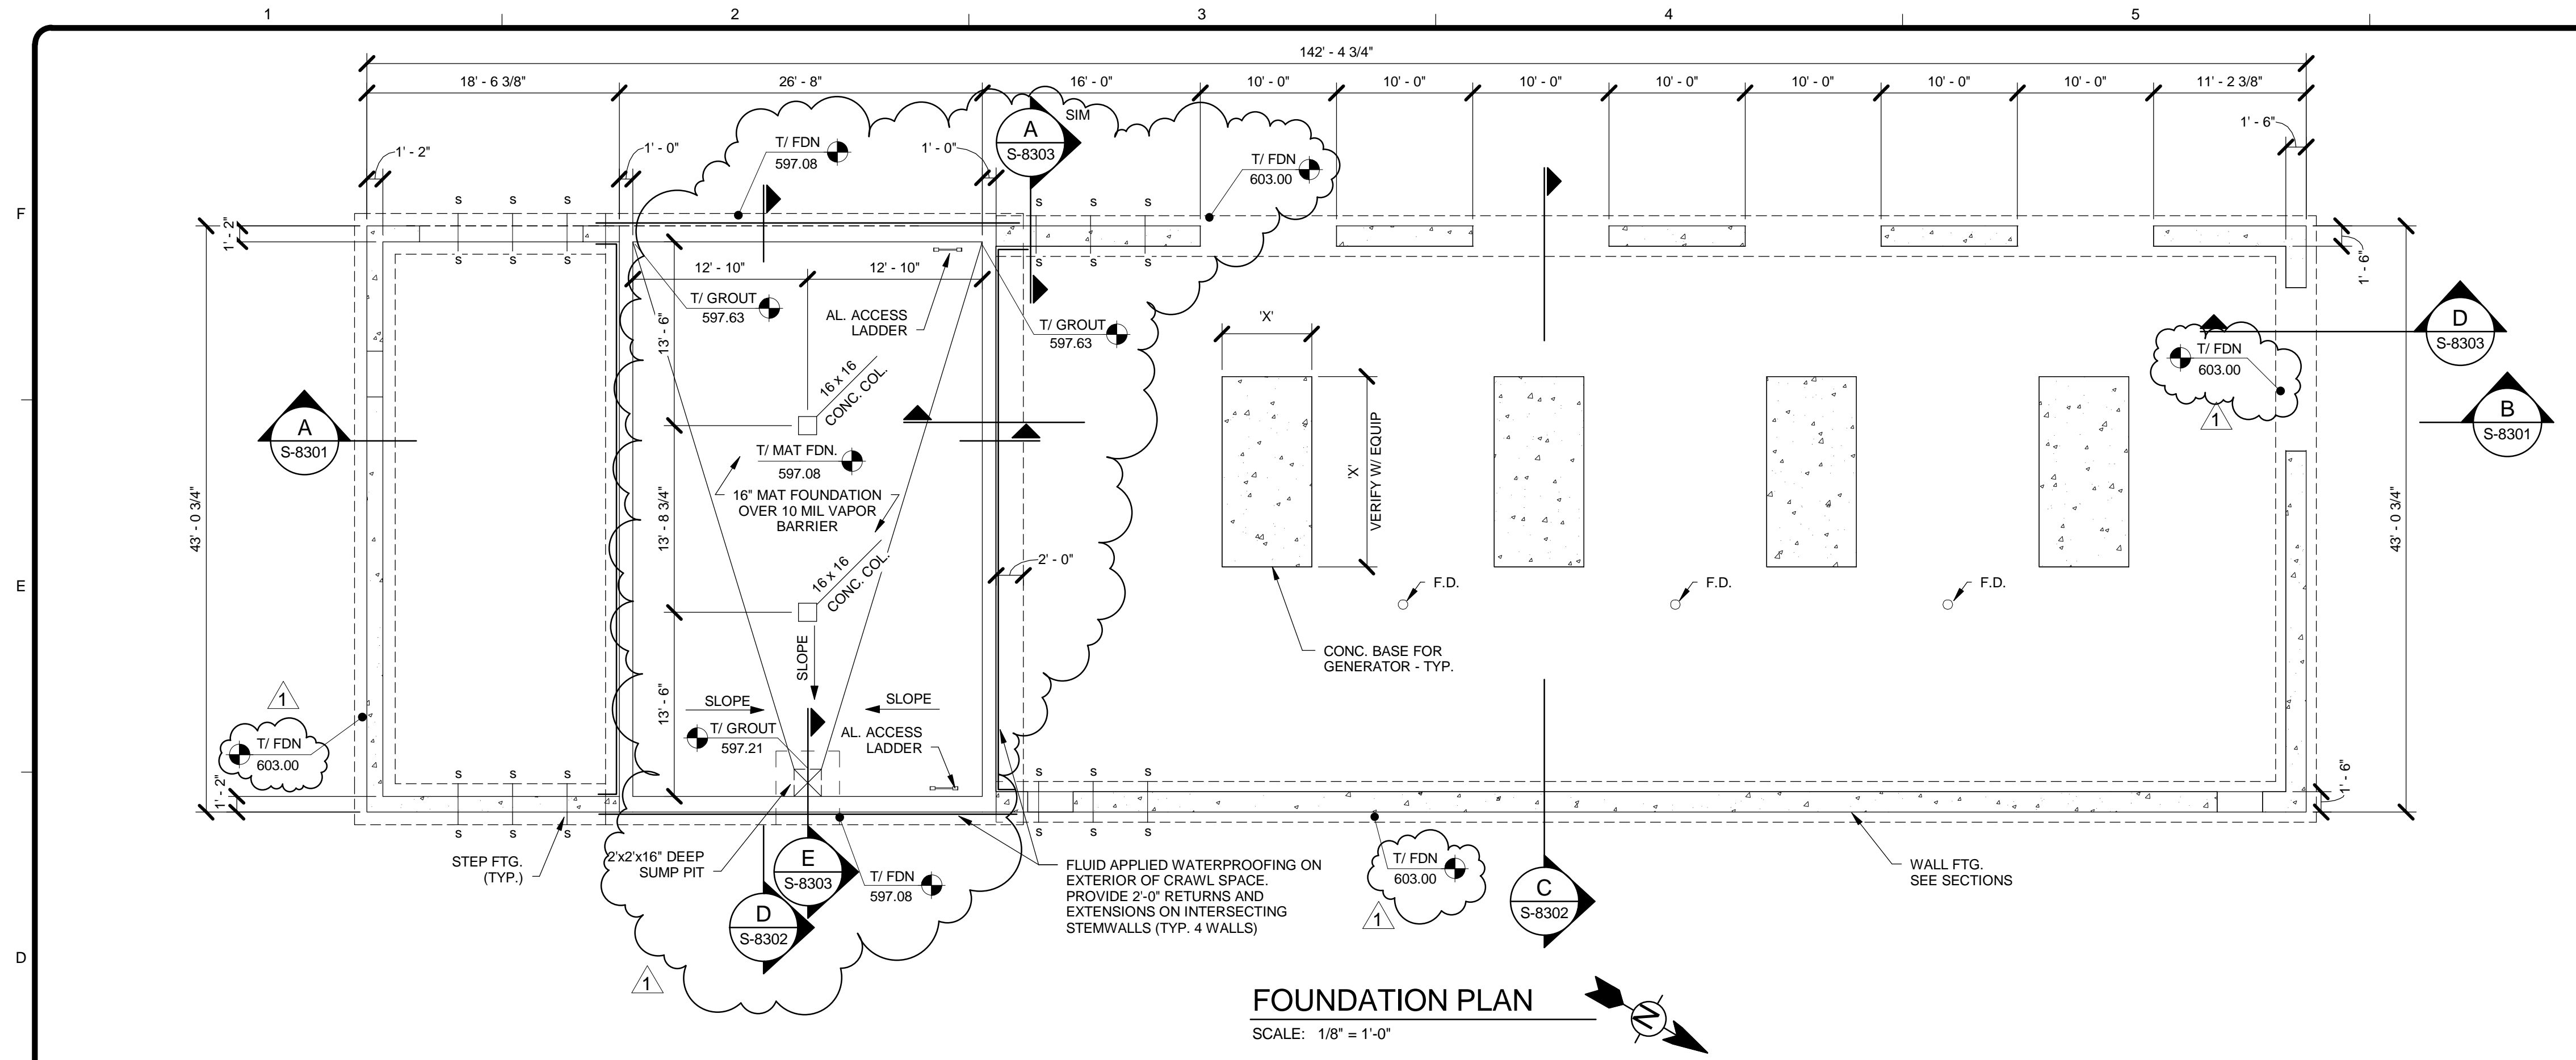 1
2
3
4
5
142' - 4 3/4"
18' - 6 3/8"
26' - 8"
16' - 0"
10' - 0"
10' - 0"
10' - 0"
10' - 0"
10' - 0"
10' - 0"
10' - 0"
11' - 2 3/8"
SIM
A
S-8303
1' - 2"
1' - 0"
T/ FDN
597.08
1' - 0"
T/ FDN
603.00
1' - 6"
F
S
S
S
S
S
S
1' - 2"
S
S
S
S
S
S
1' - 6"
12' - 10"
12' - 10"
T/ GROUT
597.63
AL. ACCESS
LADDER
T/ GROUT
597.63
13' - 6"
'X'
D
S-8303
T/ FDN
603.00
1
16 x 16
CONC. COL.
A
S-8301
B
S-8301
T/ MAT FDN.
597.08
16" MAT FOUNDATION
OVER 10 MIL VAPOR
BARRIER
'X'
VERIFY W/ EQUIP
43' - 0 3/4"
13' - 8 3/4"
43' - 0 3/4"
E
16 x 16
CONC. COL.
2' - 0"
F.D.
F.D.
F.D.
SLOPE
CONC. BASE FOR
GENERATOR - TYP.
1
SLOPE
SLOPE
13' - 6"
T/ GROUT
597.21
AL. ACCESS
LADDER
T/ FDN
603.00
1' - 2"
S
S
S
S
S
S
S
S
S
S
S
S
1' - 6"
STEP FTG.
(TYP.)
2'x2'x16" DEEP
SUMP PIT
E
S-8303
T/ FDN
597.08
D
S-8302
FLUID APPLIED WATERPROOFING ON
EXTERIOR OF CRAWL SPACE.
PROVIDE 2'-0" RETURNS AND
EXTENSIONS ON INTERSECTING
STEMWALLS (TYP. 4 WALLS)
T/ FDN
603.00
1
C
S-8302
WALL FTG.
SEE SECTIONS
D
1
FOUNDATION PLAN
SCALE: 1/8" = 1'-0"
N